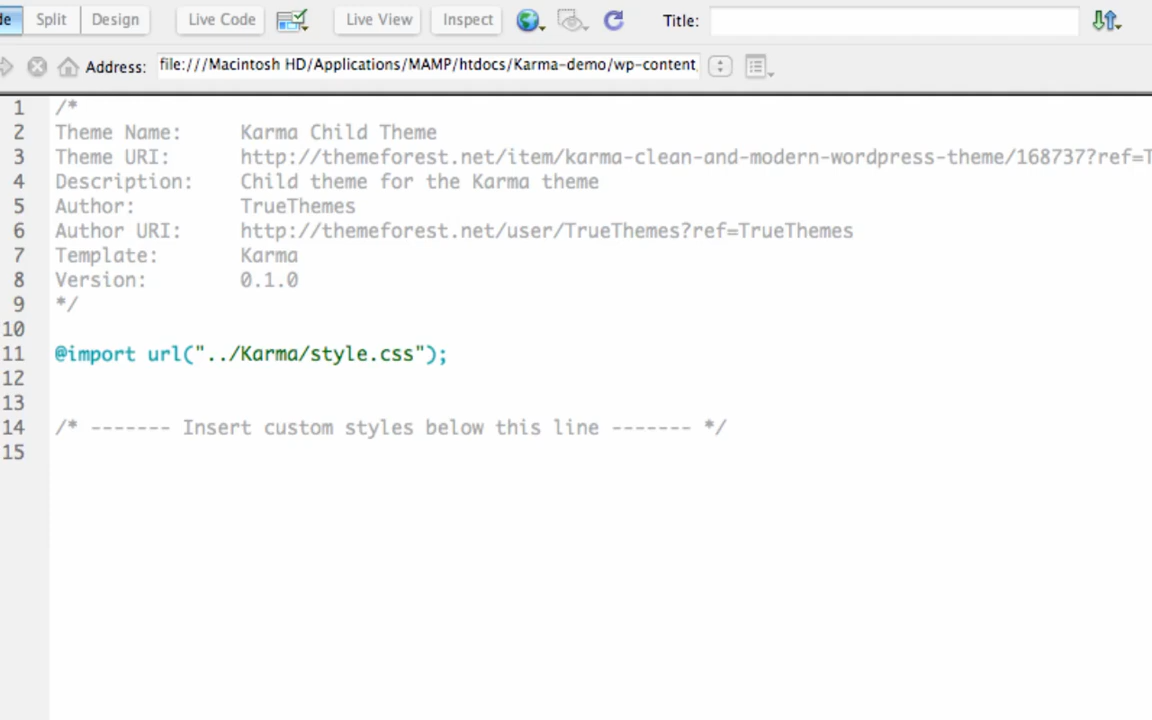 de Split Design Live Code Live View Inspect Title:
Address: file:///Macintosh HD/Applications/MAMP/htdocs/Karma-demo/wp-content
1 /*
2 Theme Name: Karma Child Theme
3 Theme URI: http://themeforest.net/item/karma-clean-and-modern-wordpress-theme/168737?ref=T
4 Description: Child theme for the Karma theme
5 Author: TrueThemes
6 Author URI: http://themeforest.net/user/TrueThemes?ref=TrueThemes
7 Template: Karma
8 Version: 0.1.0
9 */
10
11 @import url("../Karma/style.css");
12
13
14 /* ------- Insert custom styles below this line ------- */
15